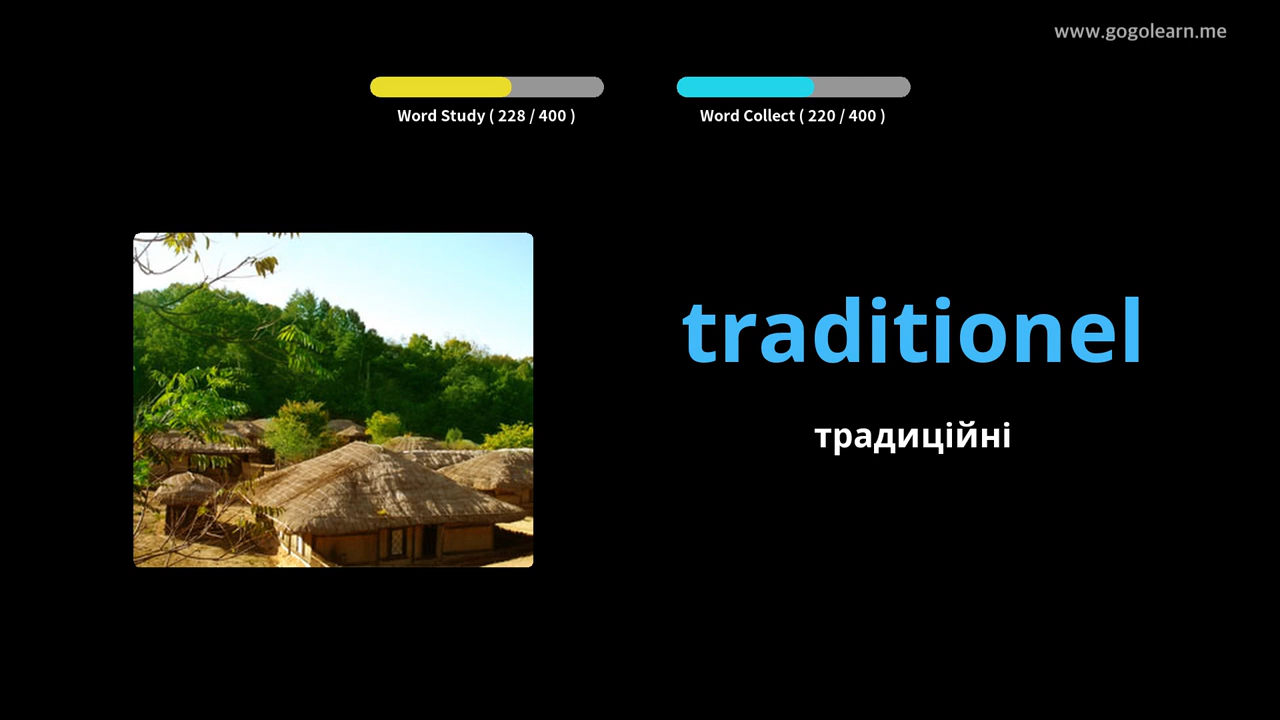 www.gogolearn.me
Word Study ( 228 / 400 )
Word Collect ( 220 / 400 )
traditionel
традиційні